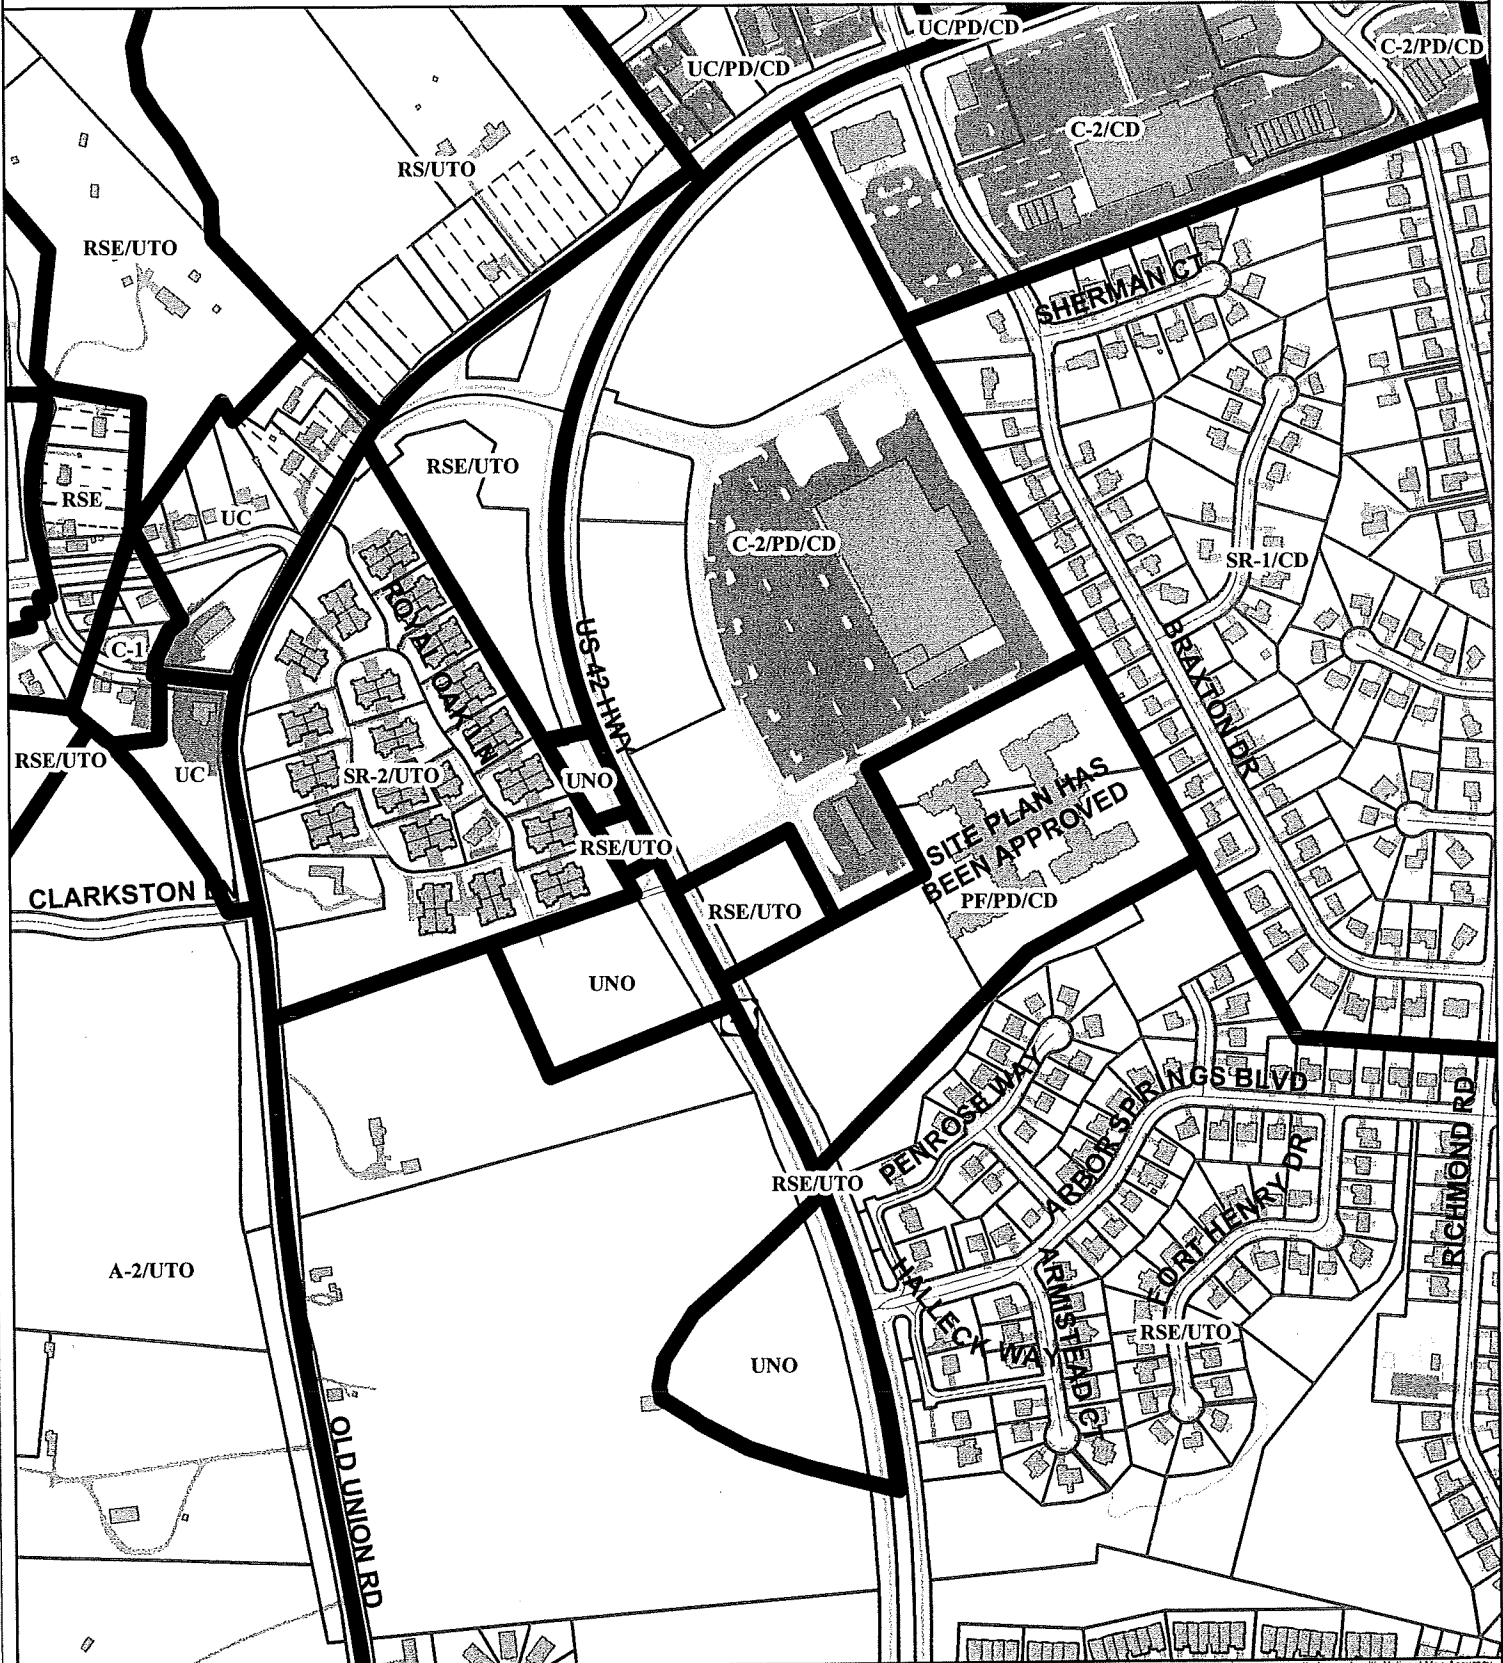 UC/PD/CD
C-2/PD/CD
UC/PD/CD
C-2/CD
RS/UTO
RSE/UTO
SHERMAN CT
RSE/UTO
RSE
UC
C-2/PD/CD
SR-1/CD
ROYAL OAK LN
US 42 HWY
BRAXTON DR
C-1
RSE/UTO
UC
SR-2/UTO
UNO
SITE PLAN HAS
BEEN APPROVED
RSE/UTO
CLARKSTON LN
RSE/UTO
PF/PD/CD
UNO
PENROSE WAY
ARBOR SPRINGS BLVD
RICHMOND RD
RSE/UTO
FORT HENRY DR
A-2/UTO
HALLECK WAY
ARMISTEAD CT
RSE/UTO
UNO
OLD UNION RD